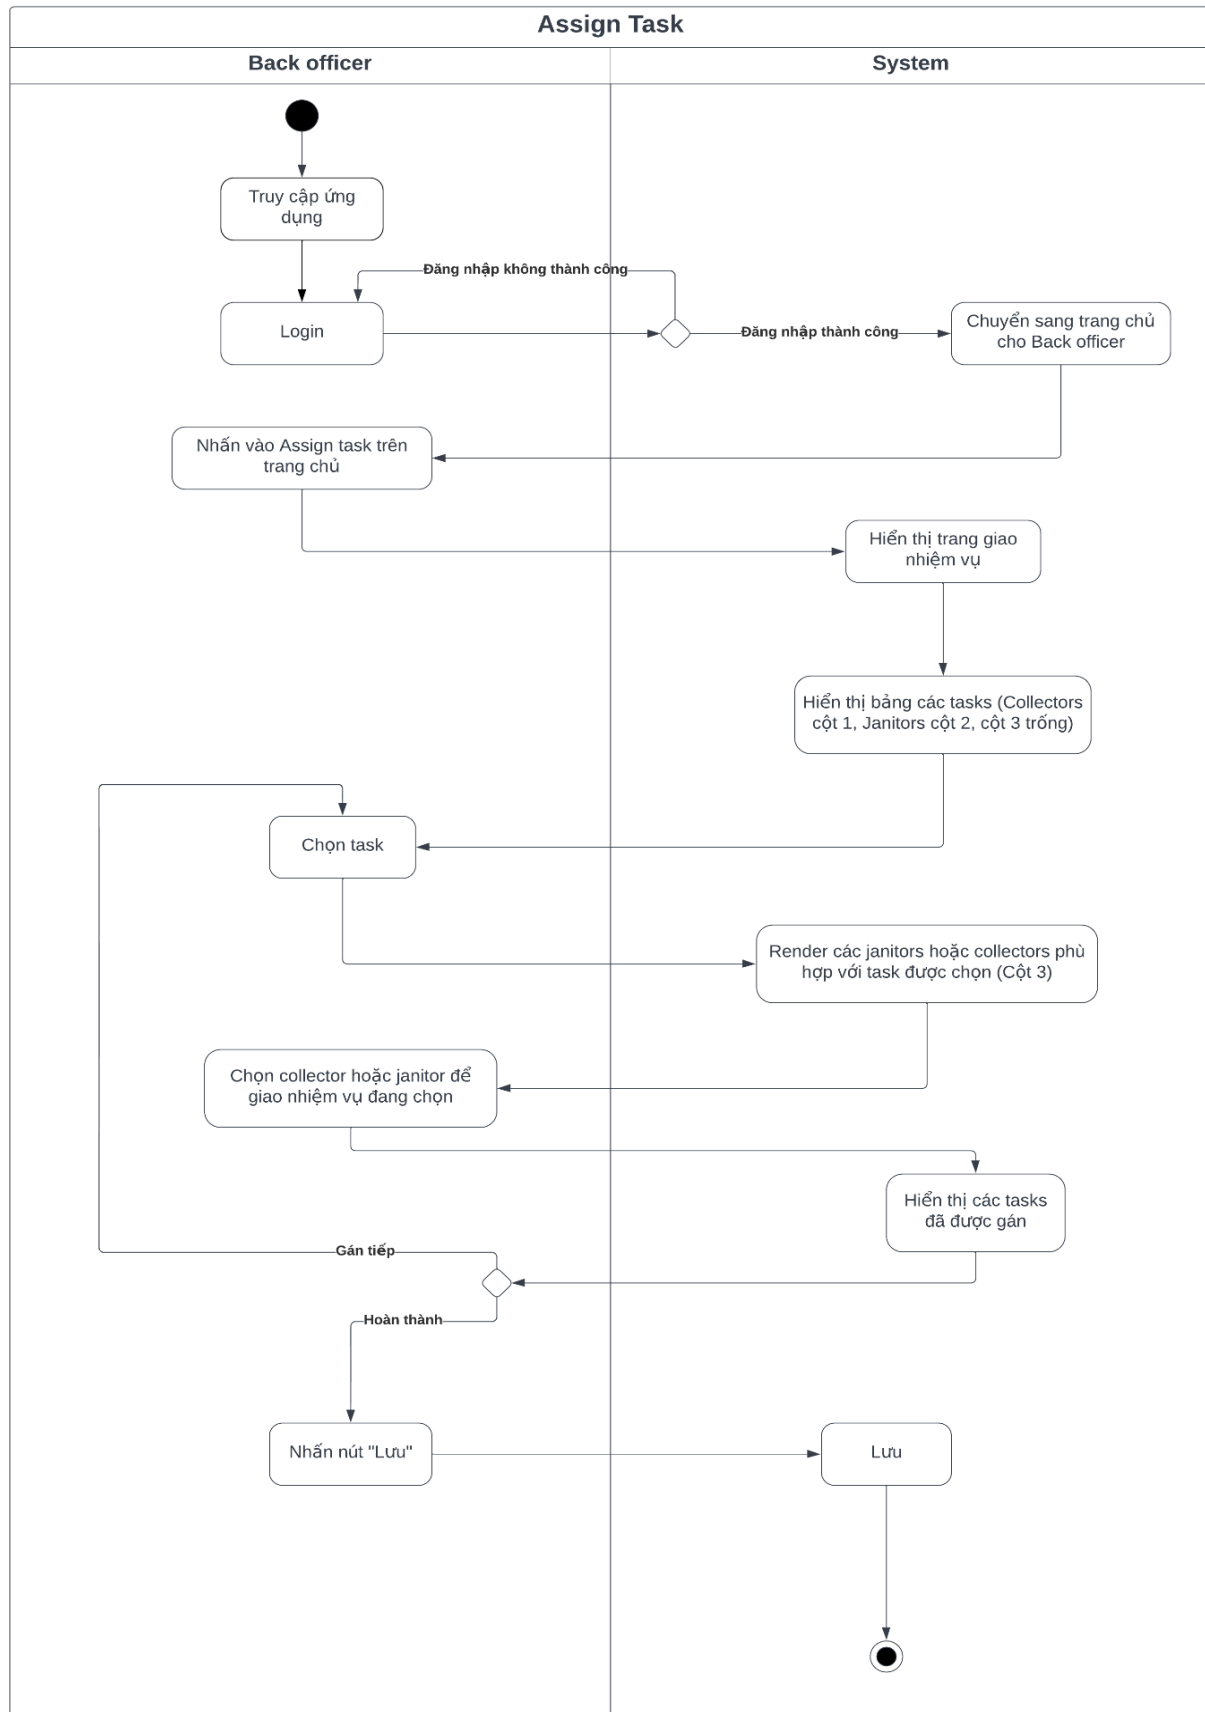 Assign Task
Back officer
System
Truy cập ứng
dụng
Đăng nhập không thành công
Login
Đăng nhập thành công
Chuyển sang trang chủ
cho Back officer
Nhấn vào Assign task trên
trang chủ
Hiển thị trang giao
nhiệm vụ
Hiển thị bảng các tasks (Collectors
cột 1, Janitors cột 2, cột 3 trống)
Chọn task
Render các janitors hoặc collectors phù
hợp với task được chọn (Cột 3)
Chọn collector hoặc janitor để
giao nhiệm vụ đang chọn
Hiển thị các tasks
đã được gán
Gán tiếp
Hoàn thành
Nhấn nút "Lưu"
Lưu